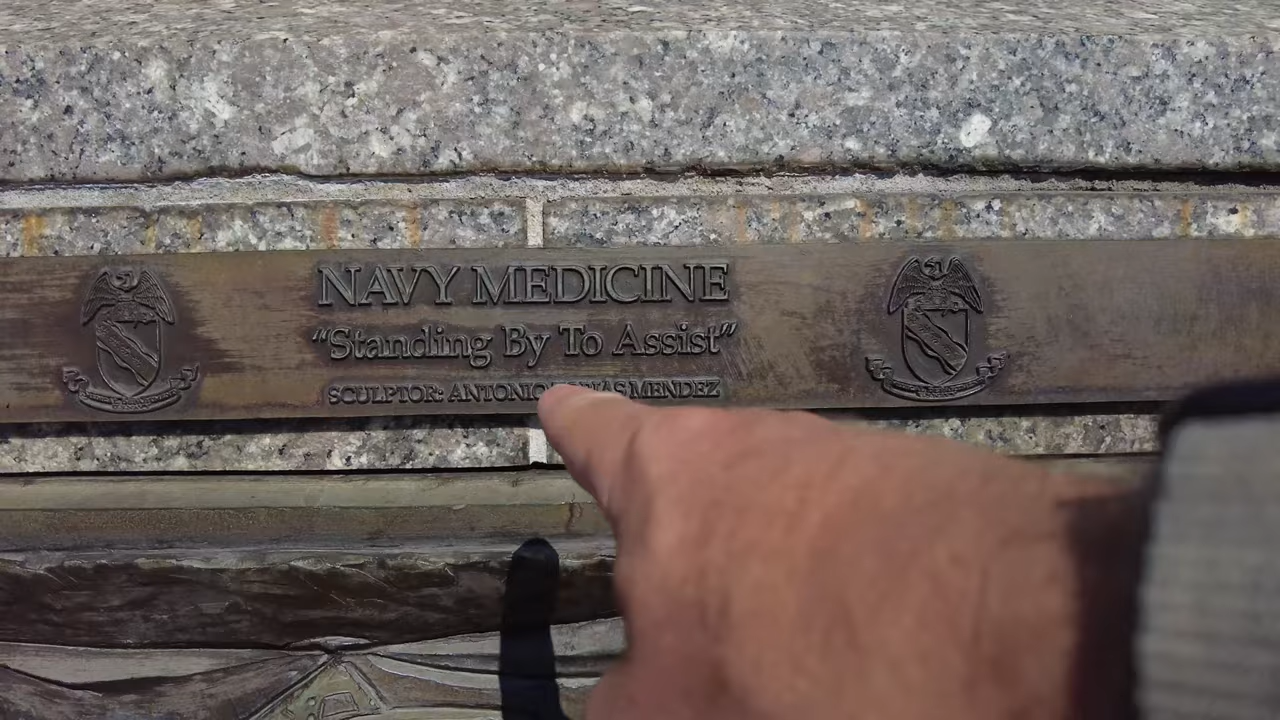 NAVY MEDICINE
“Standing By To Assist”
SCULPTOR: ANTONIO MENDEZ